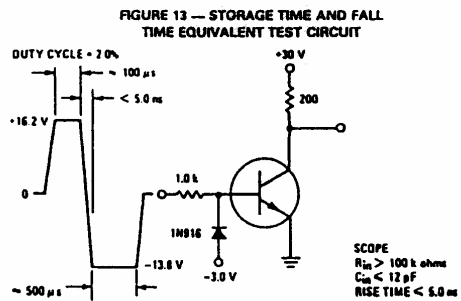 FIGURE 13 — STORAGE TIME AND FALL
TIME EQUIVALENT TEST CIRCUIT
DUTY CYCLE = 2.0%
≈ 100 μs
< 5.0 ns
+16.2 V
0
-13.8 V
≈ 500 μs
+30 V
200
1.0 k
1N916
-3.0 V
SCOPE
Rin > 100 k ohms
Cin < 12 pF
RISE TIME < 5.0 ns